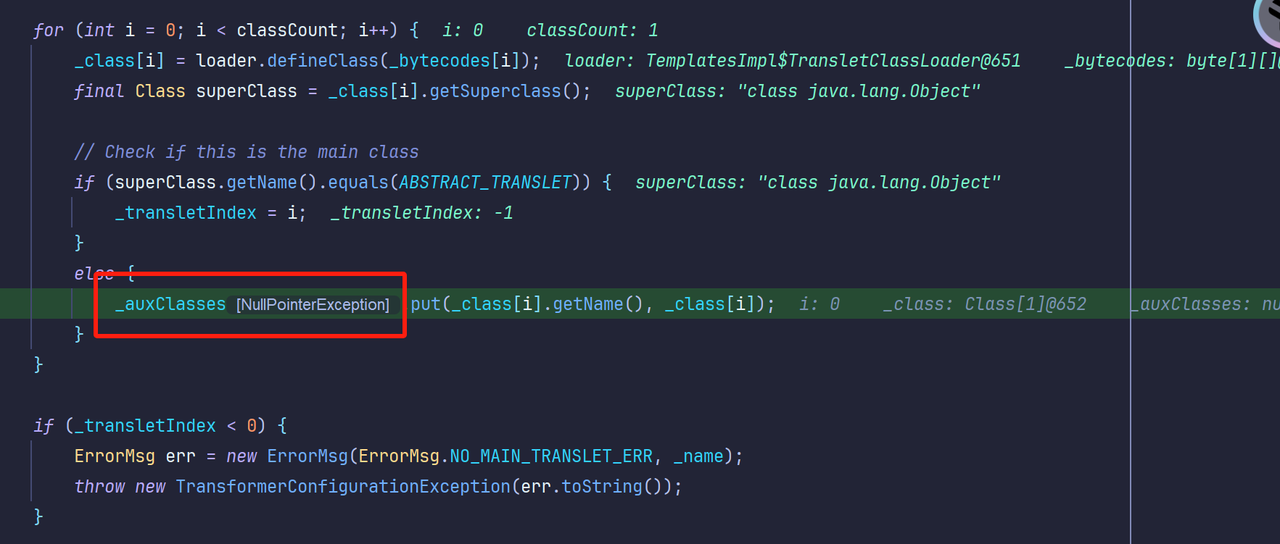 for (int i = 0; i < classCount; i++) { i: 0 classCount: 1
_class[i] = loader.defineClass(_bytecodes[i]); loader: TemplatesImpl$TransletClassLoader@651 _bytecodes: byte[1][]@
final Class superClass = _class[i].getSuperclass(); superClass: "class java.lang.Object"
// Check if this is the main class
if (superClass.getName().equals(ABSTRACT_TRANSLET)) { superClass: "class java.lang.Object"
_transletIndex = i; _transletIndex: -1
}
else {
_auxClasses [NullPointerException] put(_class[i].getName(), _class[i]); i: 0 _class: Class[1]@652 _auxClasses: nu
}
}
if (_transletIndex < 0) {
ErrorMsg err = new ErrorMsg(ErrorMsg.NO_MAIN_TRANSLET_ERR, _name);
throw new TransformerConfigurationException(err.toString());
}